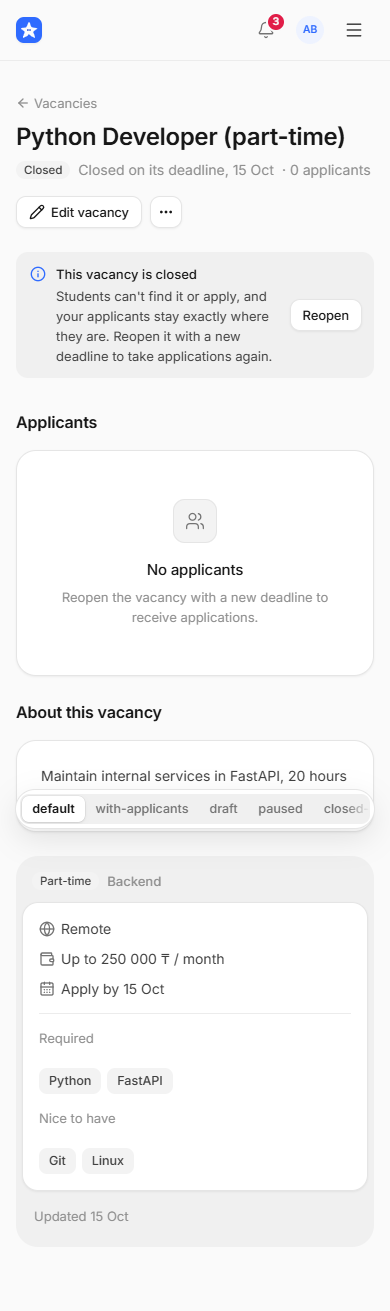 3
AB
Vacancies
Python Developer (part-time)
Closed Closed on its deadline, 15 Oct · 0 applicants
Edit vacancy
This vacancy is closed
Students can't find it or apply, and
your applicants stay exactly where
they are. Reopen it with a new
deadline to take applications again.
Reopen
Applicants
No applicants
Reopen the vacancy with a new deadline to
receive applications.
About this vacancy
Maintain internal services in FastAPI, 20 hours
default with-applicants draft paused closed-
Part-time Backend
Remote
Up to 250 000 ₸ / month
Apply by 15 Oct
Required
Python FastAPI
Nice to have
Git Linux
Updated 15 Oct